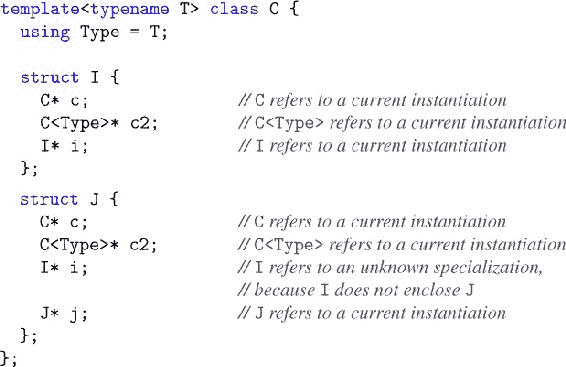 template<typename T> class C {
  using Type = T;
  struct I {
    C* c;                // C refers to a current instantiation
    C<Type>* c2;         // C<Type> refers to a current instantiation
    I* i;                // I refers to a current instantiation
  };
  struct J {
    C* c;                // C refers to a current instantiation
    C<Type>* c2;         // C<Type> refers to a current instantiation
    I* i;                // I refers to an unknown specialization,
                         // because I does not enclose J
    J* j;                // J refers to a current instantiation
  };
};